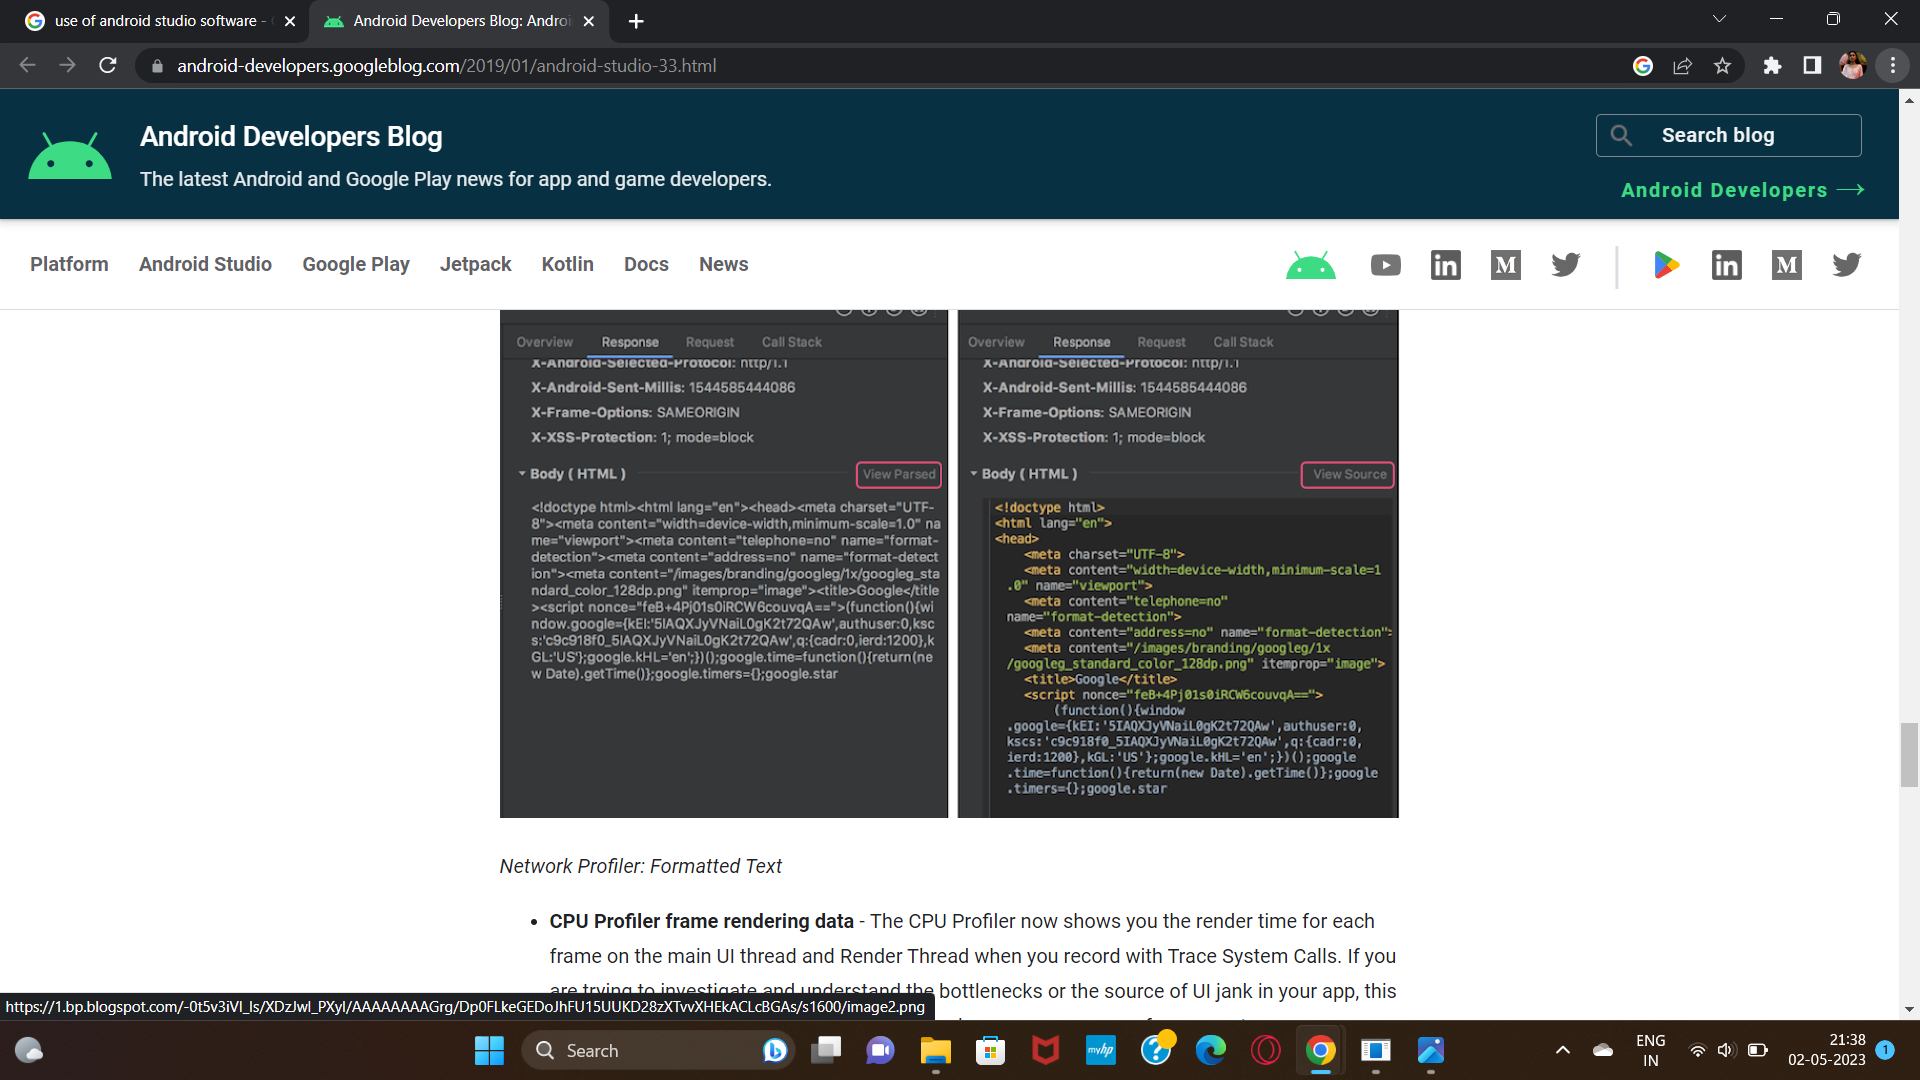 use of android studio software -
Android Developers Blog: Androi
android-developers.googleblog.com/2019/01/android-studio-33.html
Android Developers Blog
The latest Android and Google Play news for app and game developers.
Search blog
Android Developers
Platform Android Studio Google Play Jetpack Kotlin Docs News
Overview Response Request Call Stack
X-Android-Selected-Protocol: http/1.1
X-Android-Sent-Millis: 1544585444086
X-Frame-Options: SAMEORIGIN
X-XSS-Protection: 1; mode=block
Body ( HTML ) View Parsed
<!doctype html><html lang="en"><head><meta charset="UTF-
8"><meta content="width=device-width,minimum-scale=1.0" na
me="viewport"><meta content="telephone=no" name="format-
detection"><meta content="address=no" name="format-detect
ion"><meta content="/images/branding/googleg/1x/googleg_sta
ndard_color_128dp.png" itemprop="image"><title>Google</title
><script nonce="feB+4Pj01s0iRCW6couvqA==">(function(){wi
ndow.google={kEI:'5IAQXJyVNaiL0gK2t72QAw',authuser:0,ksc
s:'c9c918f0_5IAQXJyVNaiL0gK2t72QAw',q:{cadr:0,ierd:1200},k
GL:'US'};google.kHL='en';})();google.time=function(){return(ne
w Date).getTime()};google.timers={};google.star
Overview Response Request Call Stack
X-Android-Selected-Protocol: http/1.1
X-Android-Sent-Millis: 1544585444086
X-Frame-Options: SAMEORIGIN
X-XSS-Protection: 1; mode=block
Body ( HTML ) View Source
<!doctype html>
<html lang="en">
<head>
<meta charset="UTF-8">
<meta content="width=device-width,minimum-scale=1
.0" name="viewport">
<meta content="telephone=no"
name="format-detection">
<meta content="address=no" name="format-detection">
<meta content="/images/branding/googleg/1x
/googleg_standard_color_128dp.png" itemprop="image">
<title>Google</title>
<script nonce="feB+4Pj01s0iRCW6couvqA==">
(function(){window
.google={kEI:'5IAQXJyVNaiL0gK2t72QAw',authuser:0,
kscs:'c9c918f0_5IAQXJyVNaiL0gK2t72QAw',q:{cadr:0,
ierd:1200},kGL:'US'};google.kHL='en';})();google
.time=function(){return(new Date).getTime()};google
.timers={};google.star
Network Profiler: Formatted Text
• CPU Profiler frame rendering data - The CPU Profiler now shows you the render time for each
frame on the main UI thread and Render Thread when you record with Trace System Calls. If you
are trying to investigate and understand the bottlenecks or the source of UI jank in your app, this
https://1.bp.blogspot.com/-0t5v3iVl_ls/XDzJwl_PXyI/AAAAAAAAGrg/Dp0FLkeGEDoJhFU15UUKD28zXTvvXHEkACLcBGAs/s1600/image2.png
Search
myhp
ENG
IN
21:38
02-05-2023
1